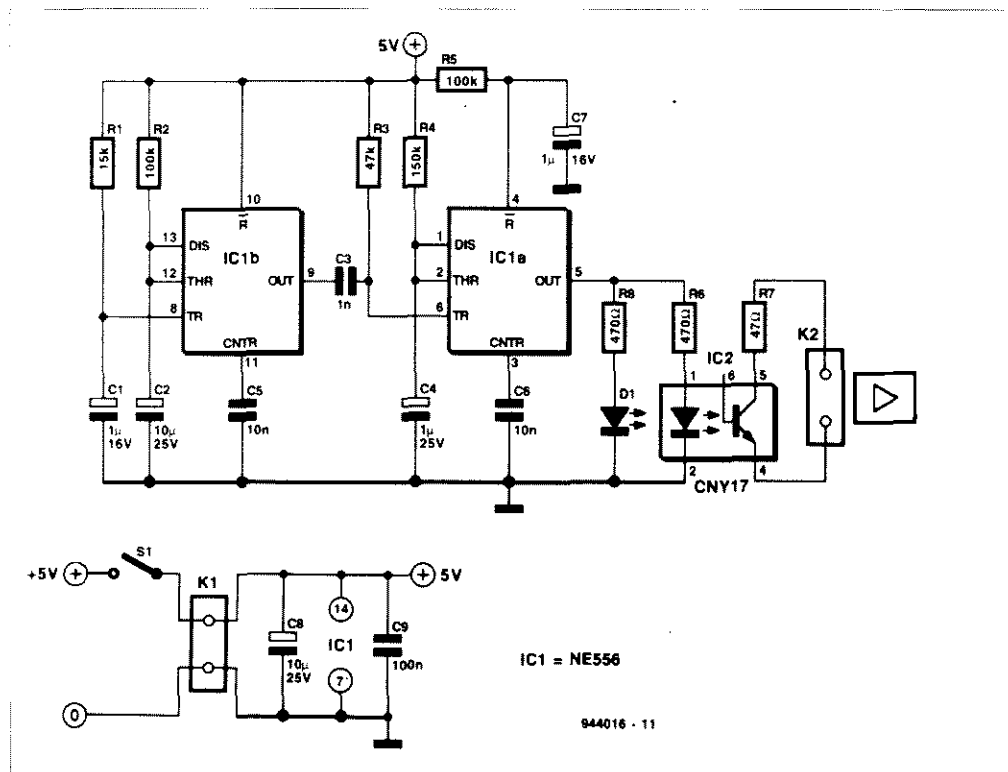 5V
R5
100k
R1
15k
R2
100k
R3
47k
R4
150k
C7
1µ 16V
10
R
13 DIS
IC1b
12 THR
OUT 9
8 TR
CNTR
11
C3
1n
4
R
1 DIS
IC1a
2 THR
OUT 5
6 TR
CNTR
3
R8
470Ω
R6
470Ω
R7
47Ω
K2
IC2
6
5
1
D1
2
4
CNY17
C1
1µ
16V
C2
10µ
25V
C5
10n
C4
1µ
25V
C6
10n
S1
+5V
K1
5V
C8
10µ
25V
14
IC1
7
C9
100n
0
IC1 = NE556
944016 - 11